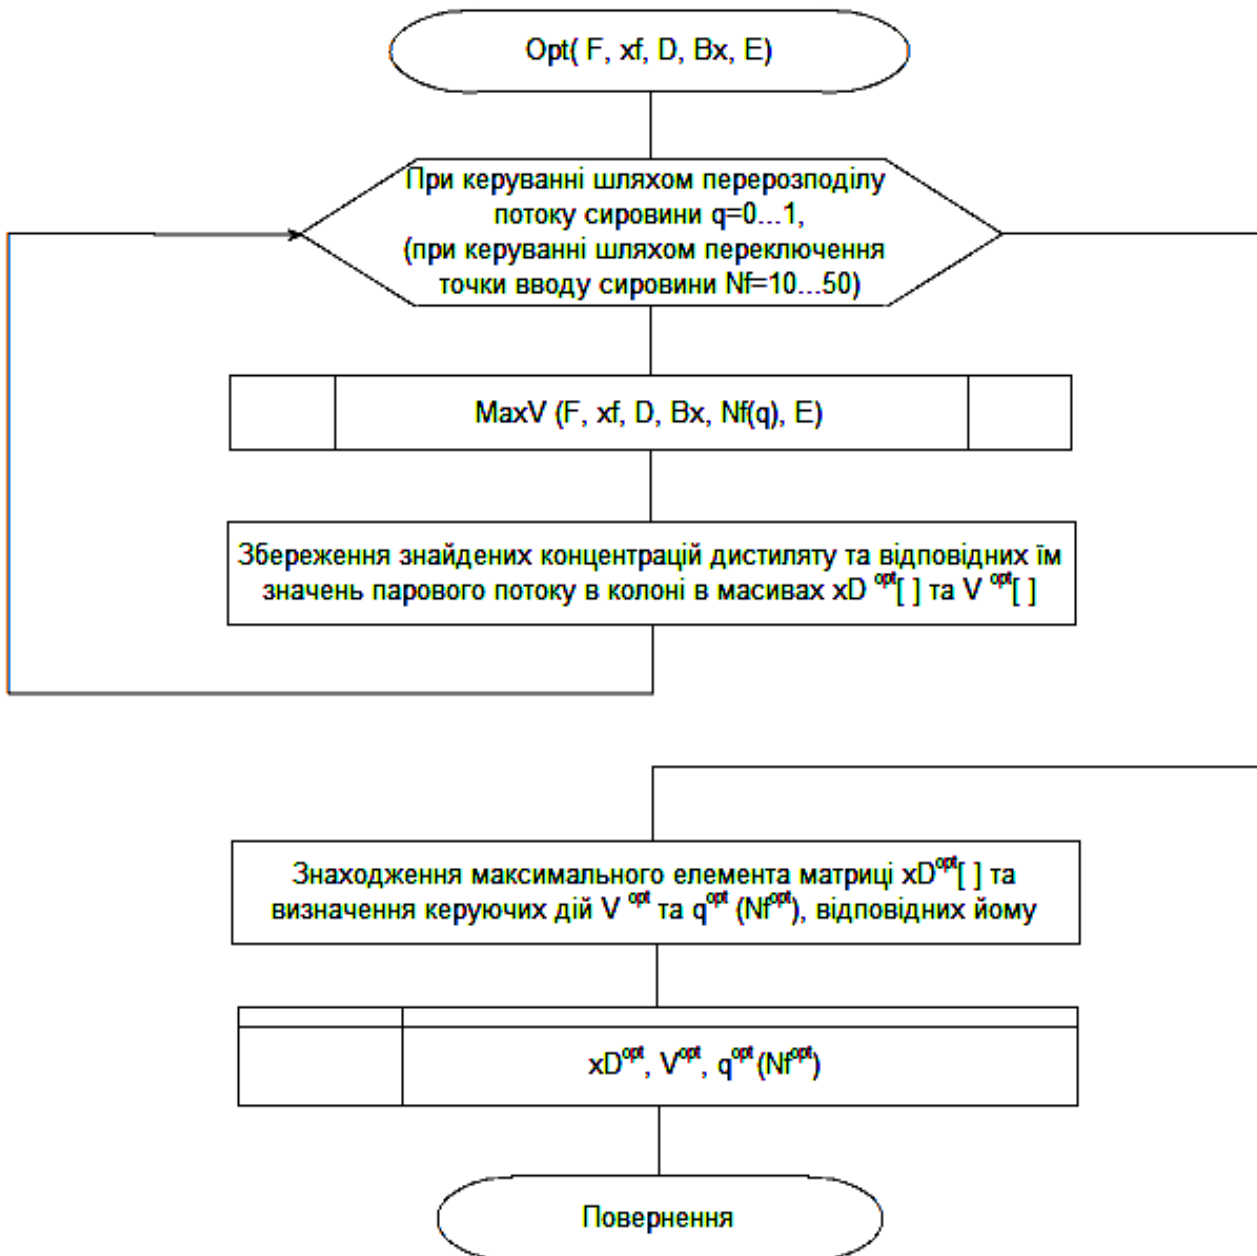 Opt( F, xf, D, Bx, E)
При керуванні шляхом перерозподілу
потоку сировини q=0...1,
(при керуванні шляхом переключення
точки вводу сировини Nf=10...50)
MaxV (F, xf, D, Bx, Nf(q), E)
Збереження знайдених концентрацій дистиляту та відповідних їм
значень парового потоку в колоні в масивах xD opt[ ] та V opt[ ]
Знаходження максимального елемента матриці xDopt[ ] та
визначення керуючих дій V opt та qopt (Nfopt), відповідних йому
xDopt, Vopt, qopt (Nfopt)
Повернення